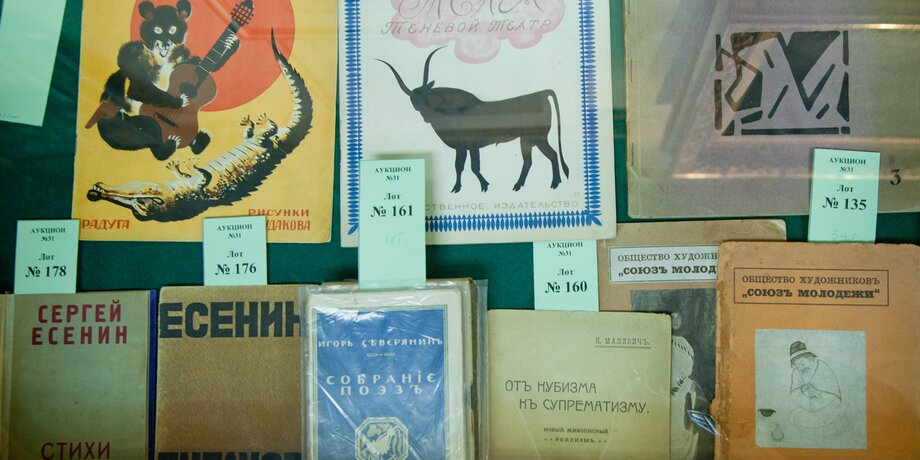 ТЕНЕВОЙ ТЕАТР
РАДУГА
РИСУНКИ
ИЗДАТЕЛЬСТВО
3
АУКЦИОН
№31
Лот
№ 178
АУКЦИОН
№31
Лот
№ 176
АУКЦИОН
№31
Лот
№ 161
АУКЦИОН
№31
Лот
№ 160
АУКЦИОН
№31
Лот
№ 135
СЕРГЕЙ
ЕСЕНИН
СТИХИ
ЕСЕНИН
ИГОРЬ СѢВЕРЯНИНЪ
СОБРАНІЕ
ПОЭЗЪ
К. МАЛЕВИЧЪ.
ОТЪ КУБИЗМА
КЪ СУПРЕМАТИЗМУ.
НОВЫЙ ЖИВОПИСНЫЙ
РЕАЛИЗМЪ
ОБЩЕСТВО ХУДОЖНИКОВЪ
„СОЮЗЪ МОЛОДЕЖИ“